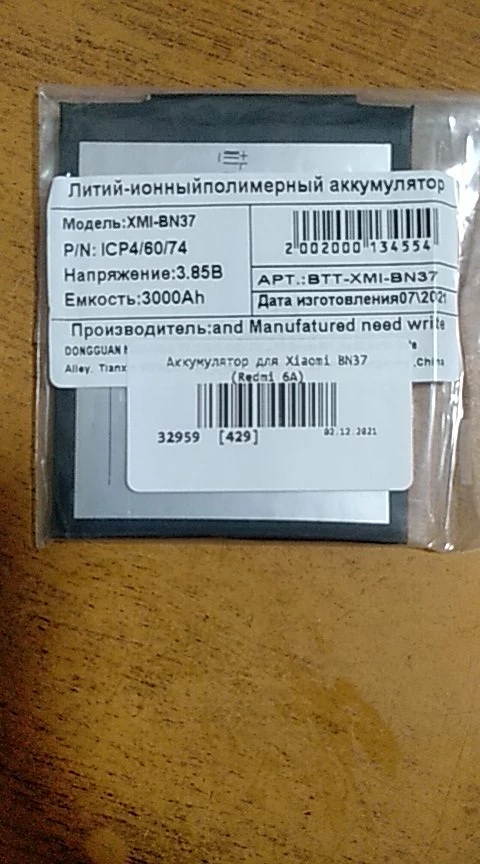 Литий-ионныйполимерный аккумулятор
Модель:XMI-BN37
P/N: ICP4/60/74
Напряжение:3.85В
Емкость:3000Ah
2 002000 134554
АРТ.:BTT-XMI-BN37
Дата изготовления07\2021
Производитель:and Manufatured need write
DONGGUAN
Alley, Tianx
,China
Аккумулятор для Xiaomi BN37
(Redmi 6A)
32959 [429]
02.12.2021